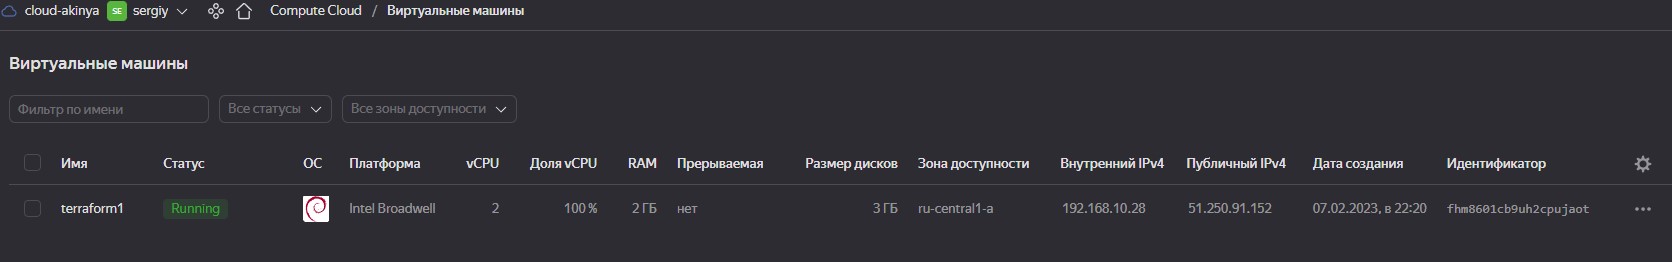 cloud-akinya SE sergiy Compute Cloud / Виртуальные машины
Виртуальные машины
Фильтр по имени Все статусы Все зоны доступности
Имя Статус ОС Платформа vCPU Доля vCPU RAM Прерываемая Размер дисков Зона доступности Внутренний IPv4 Публичный IPv4 Дата создания Идентификатор
terraform1 Running Intel Broadwell 2 100 % 2 ГБ нет 3 ГБ ru-central1-a 192.168.10.28 51.250.91.152 07.02.2023, в 22:20 fhm8601cb9uh2cpujaot